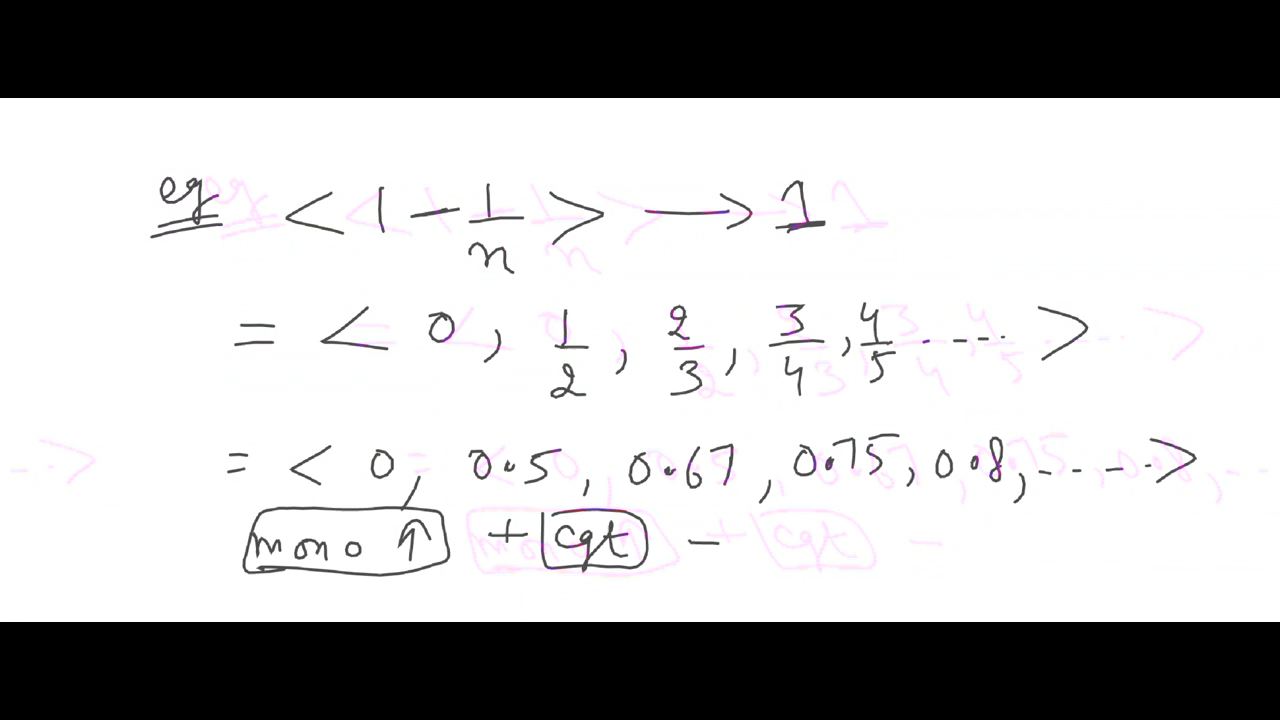 eg < 1 - 1/n > → 1
= < 0 , 1/2 , 2/3 , 3/4 , 4/5 ..... >
= < 0 , 0.5 , 0.67 , 0.75 , 0.8 , ..... >
mono ↑ + cgt -